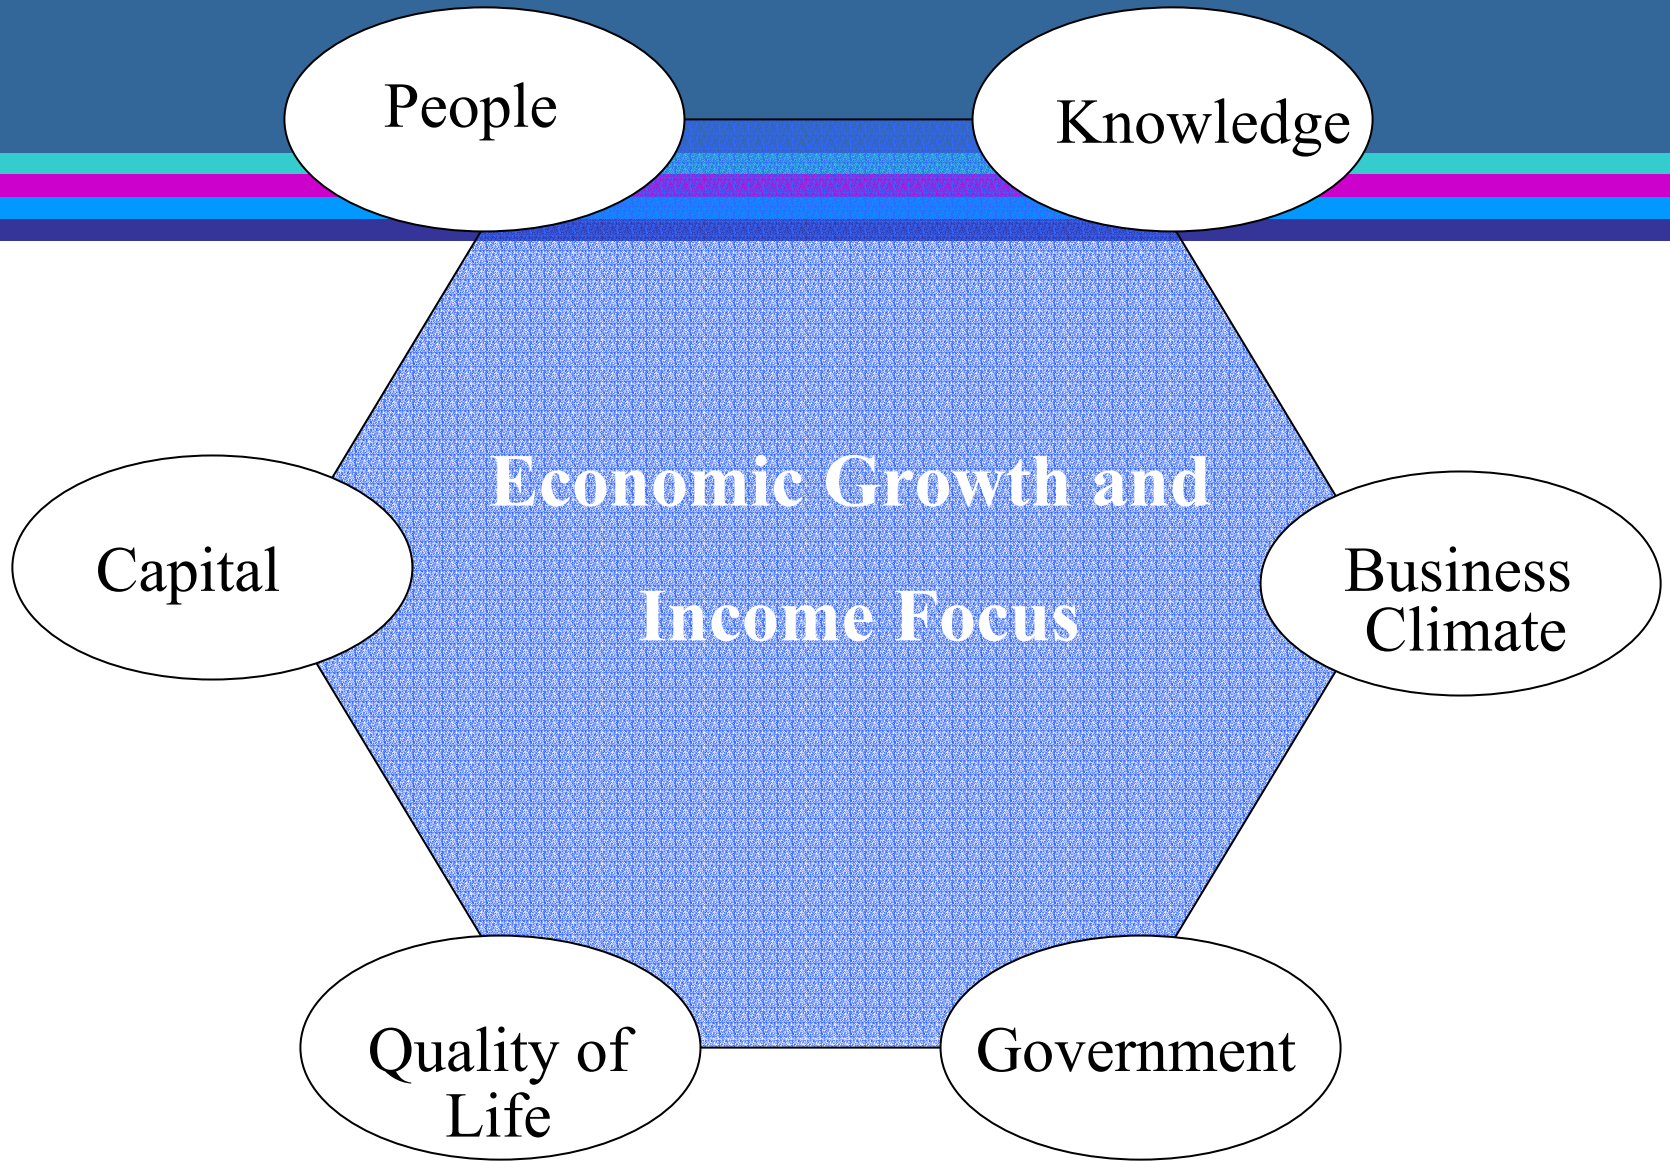 People
Knowledge
Economic Growth and
Income Focus
Capital
Business
Climate
Quality of
Life
Government